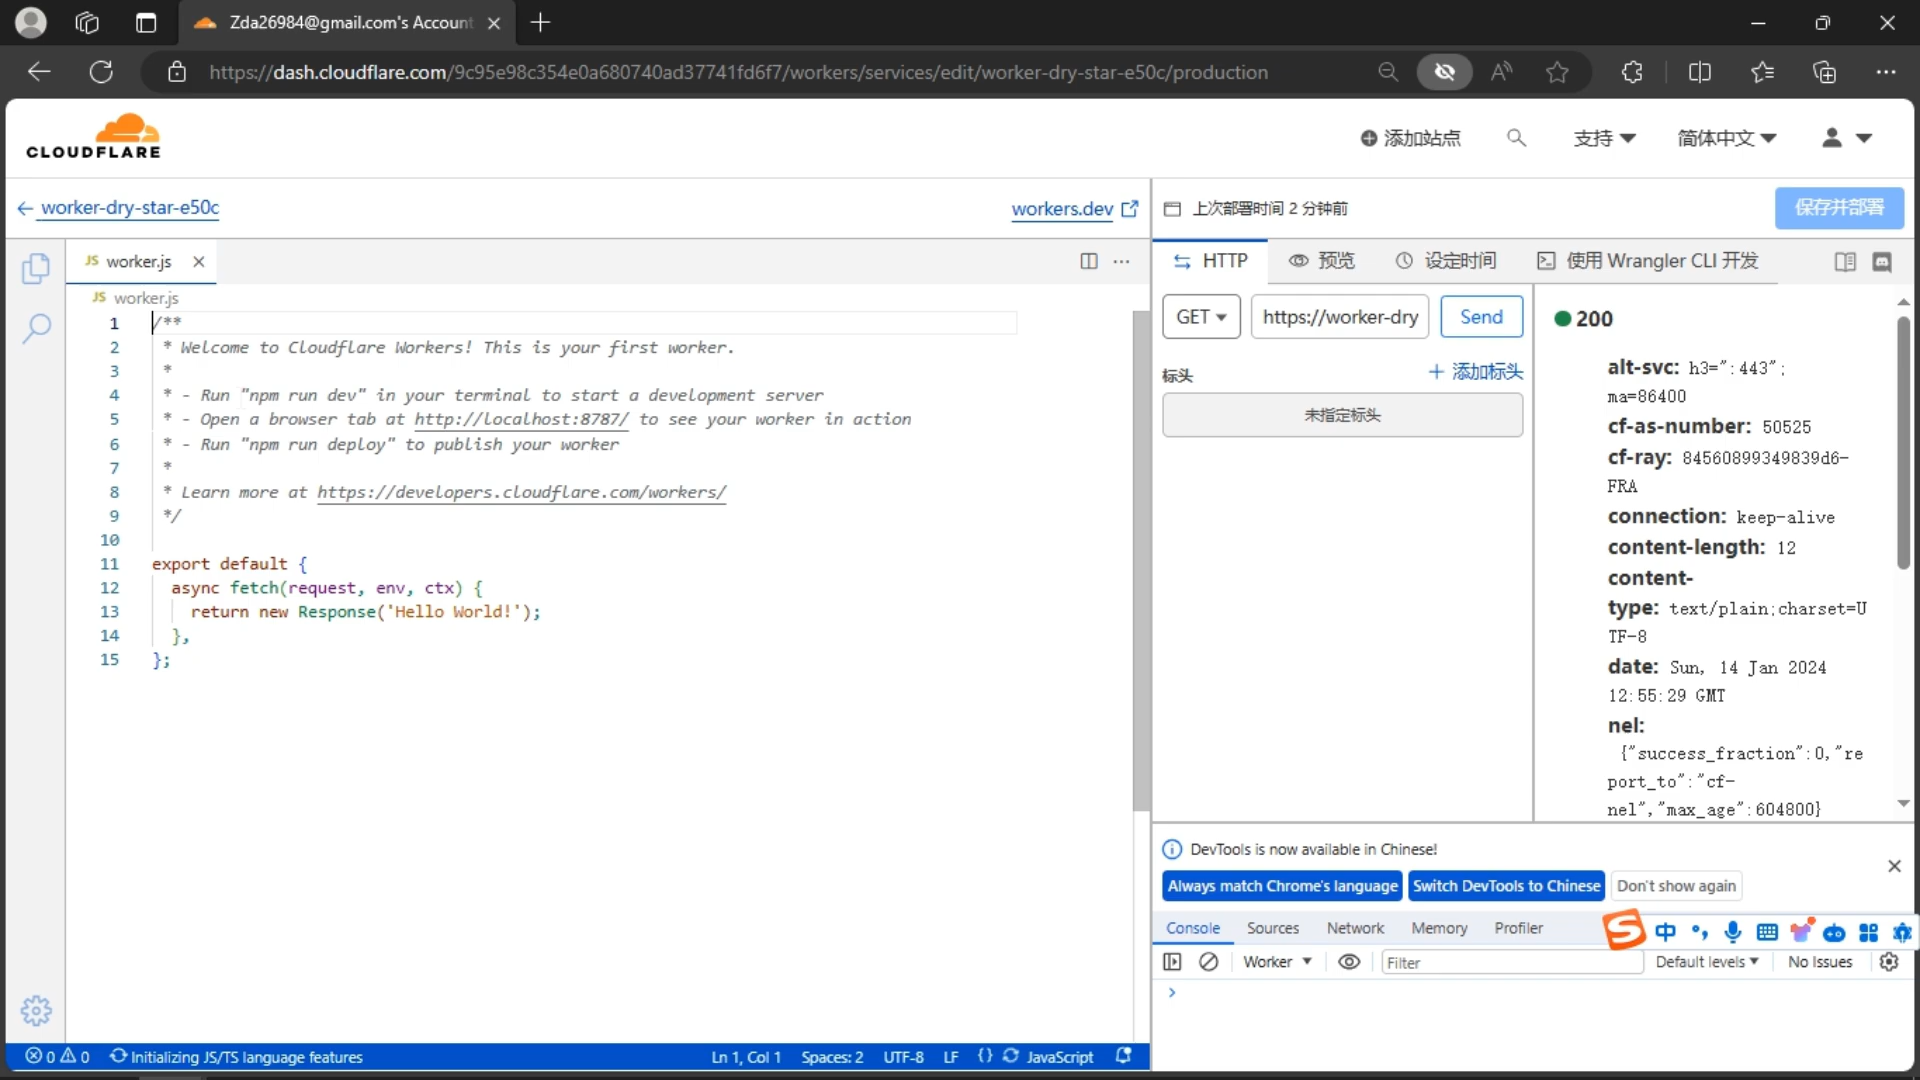 Zda26984@gmail.com's Account
https://dash.cloudflare.com/9c95e98c354e0a680740ad37741fd6f7/workers/services/edit/worker-dry-star-e50c/production
CLOUDFLARE
添加站点
支持
简体中文
worker-dry-star-e50c
workers.dev
上次部署时间 2 分钟前
保存并部署
JS worker.js
HTTP
预览
设定时间
使用 Wrangler CLI 开发
JS worker.js
1 /**
2 * Welcome to Cloudflare Workers! This is your first worker.
3 *
4 * - Run "npm run dev" in your terminal to start a development server
5 * - Open a browser tab at http://localhost:8787/ to see your worker in action
6 * - Run "npm run deploy" to publish your worker
7 *
8 * Learn more at https://developers.cloudflare.com/workers/
9 */
10
11 export default {
12 async fetch(request, env, ctx) {
13 return new Response('Hello World!');
14 },
15 };
GET
https://worker-dry
Send
标头
添加标头
未指定标头
200
alt-svc: h3=":443";
ma=86400
cf-as-number: 50525
cf-ray: 84560899349839d6-
FRA
connection: keep-alive
content-length: 12
content-
type: text/plain;charset=U
TF-8
date: Sun, 14 Jan 2024
12:55:29 GMT
nel:
{"success_fraction":0,"re
port_to":"cf-
nel","max_age":604800}
DevTools is now available in Chinese!
Always match Chrome's language
Switch DevTools to Chinese
Don't show again
Console
Sources
Network
Memory
Profiler
S 中
Worker
Filter
Default levels
No Issues
0 0 Initializing JS/TS language features
Ln 1, Col 1
Spaces: 2
UTF-8
LF
{ } JavaScript